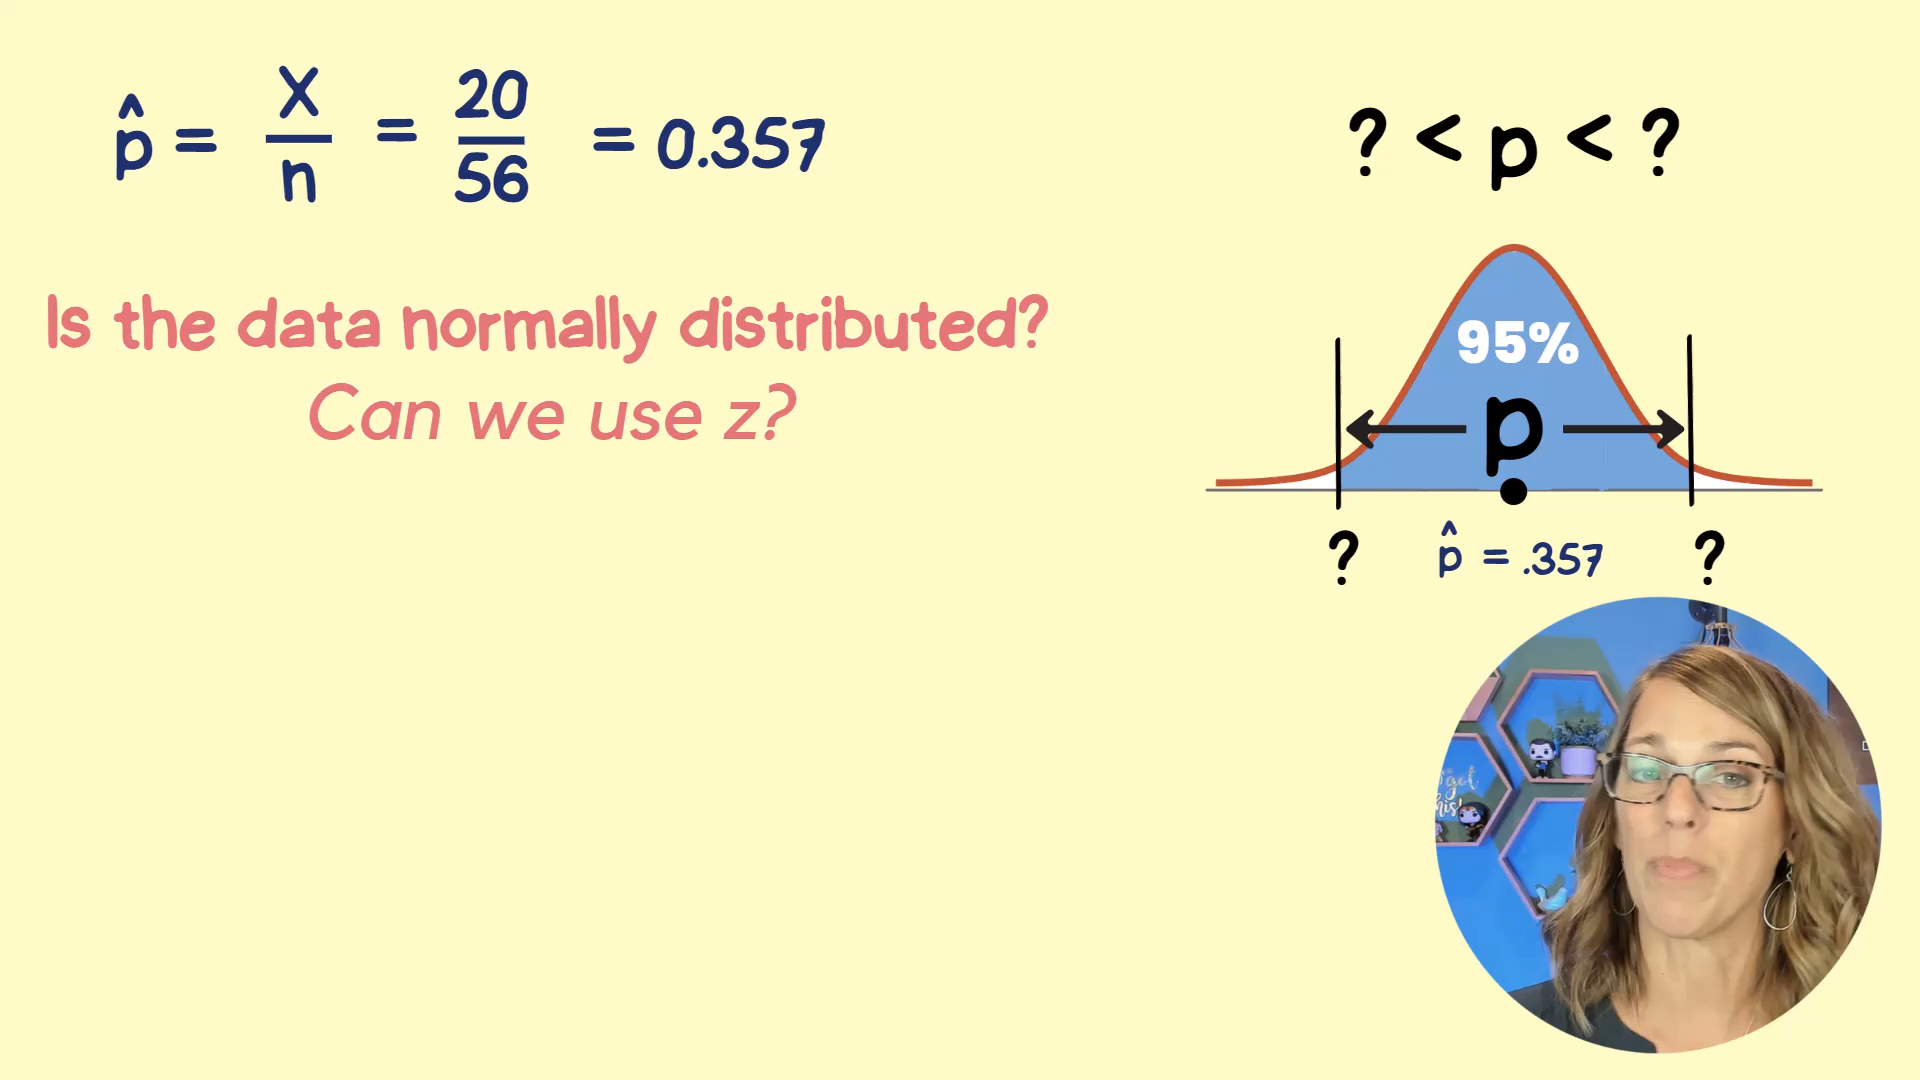 p̂ = X/n = 20/56 = 0.357
? < p < ?
Is the data normally distributed?
Can we use z?
95%
p
? p̂ = .357 ?